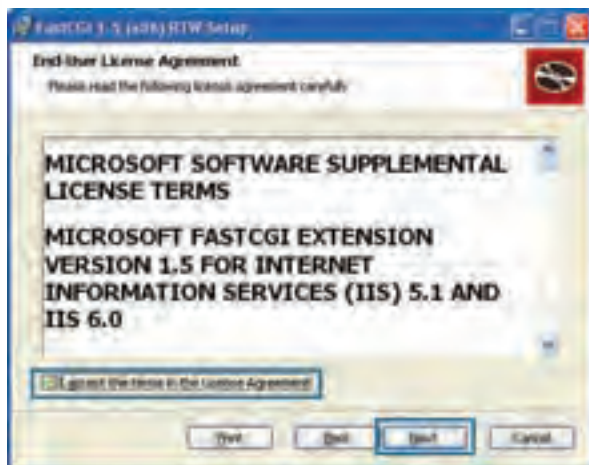 FastCGI 1.5 (x86) RTW Setup
End-User License Agreement
Please read the following license agreement carefully
MICROSOFT SOFTWARE SUPPLEMENTAL
LICENSE TERMS
MICROSOFT FASTCGI EXTENSION
VERSION 1.5 FOR INTERNET
INFORMATION SERVICES (IIS) 5.1 AND
IIS 6.0
I accept the terms in the License Agreement
Print Back Next Cancel